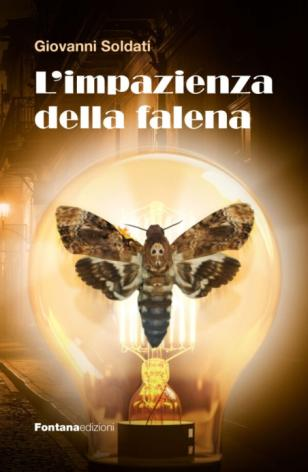 Giovanni Soldati
L'impazienza
della falena
Fontanaedizioni